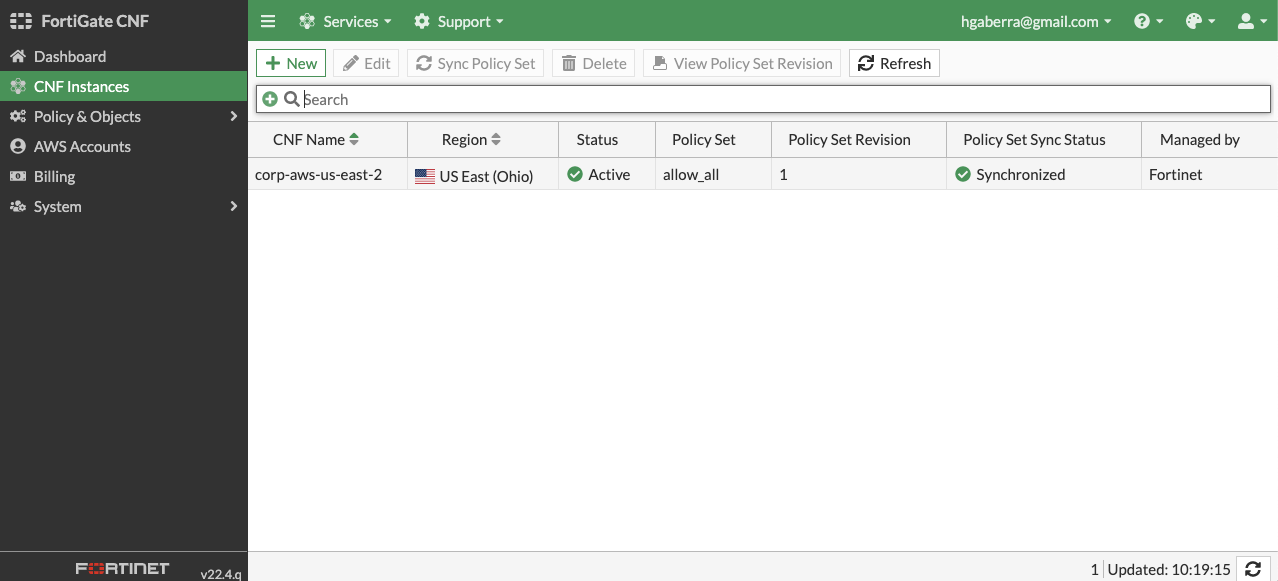 FortiGate CNF
Services
Support
hgaberra@gmail.com
Dashboard
CNF Instances
Policy & Objects
AWS Accounts
Billing
System
New
Edit
Sync Policy Set
Delete
View Policy Set Revision
Refresh
Search
CNF Name Region Status Policy Set Policy Set Revision Policy Set Sync Status Managed by
corp-aws-us-east-2 US East (Ohio) Active allow_all 1 Synchronized Fortinet
FORTINET v22.4.q
1 Updated: 10:19:15